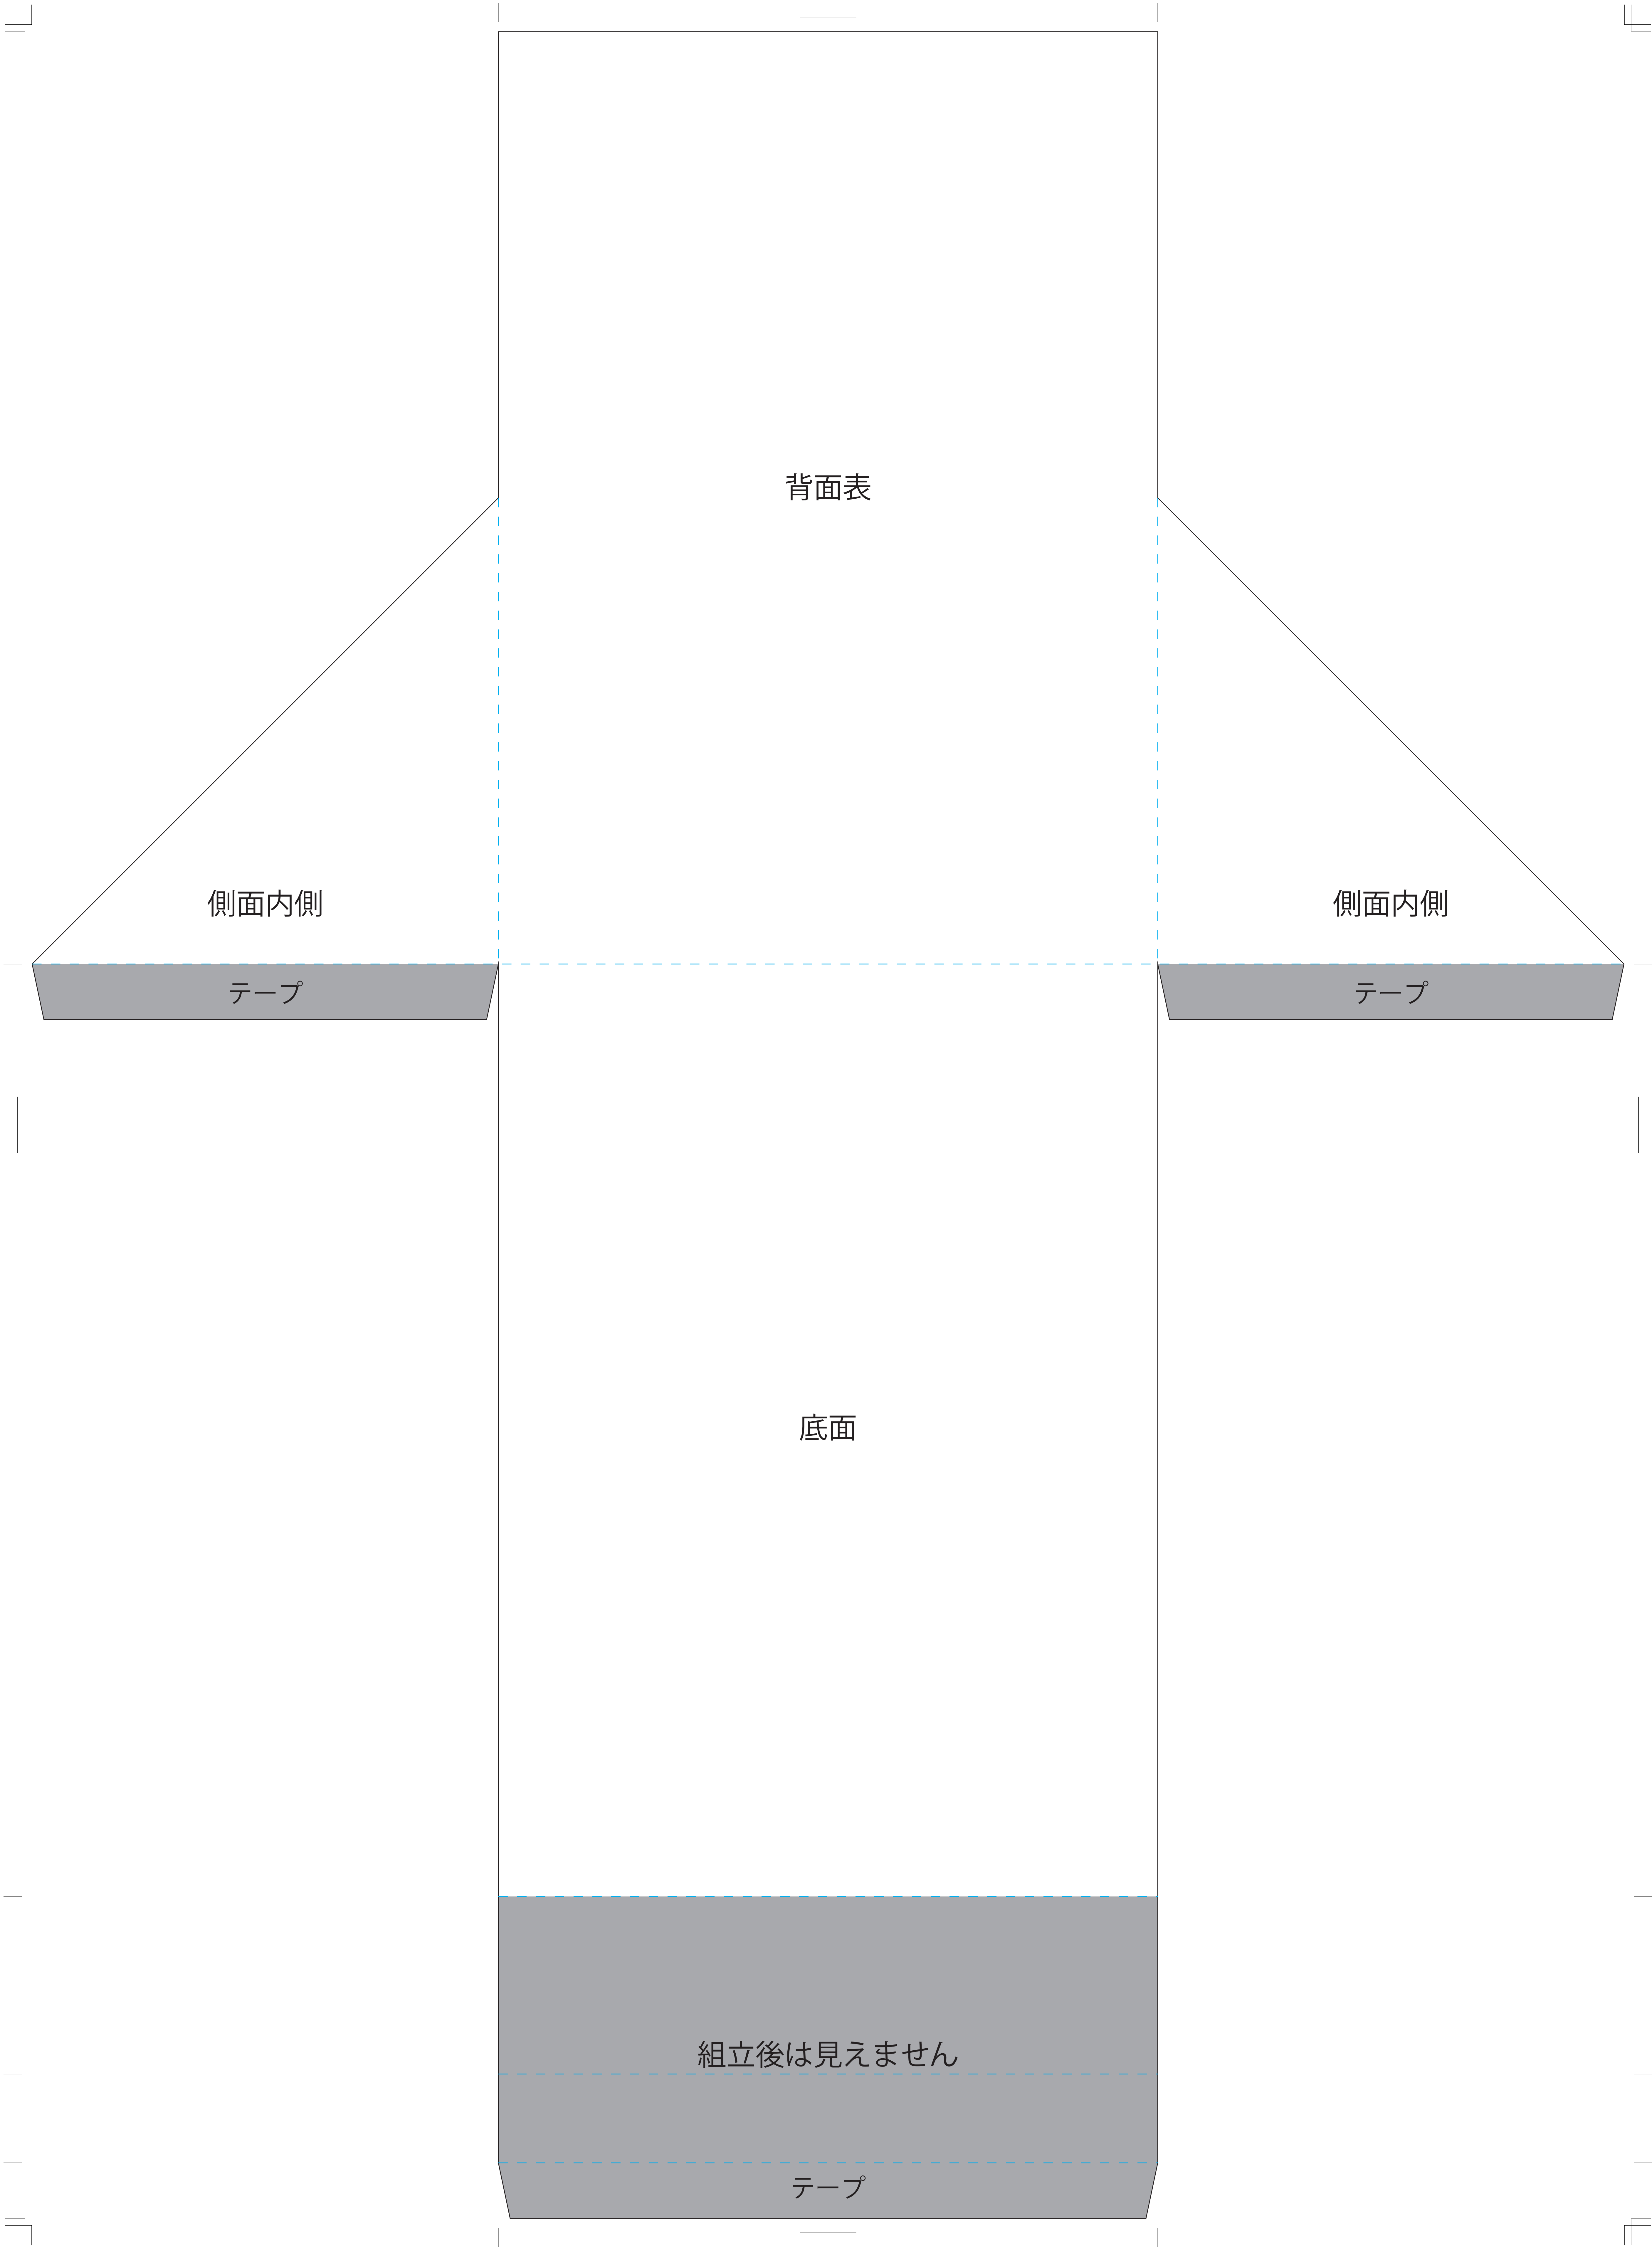 背面表
側面内側
側面内側
テープ
テープ
底面
組立後は見えません
テープ